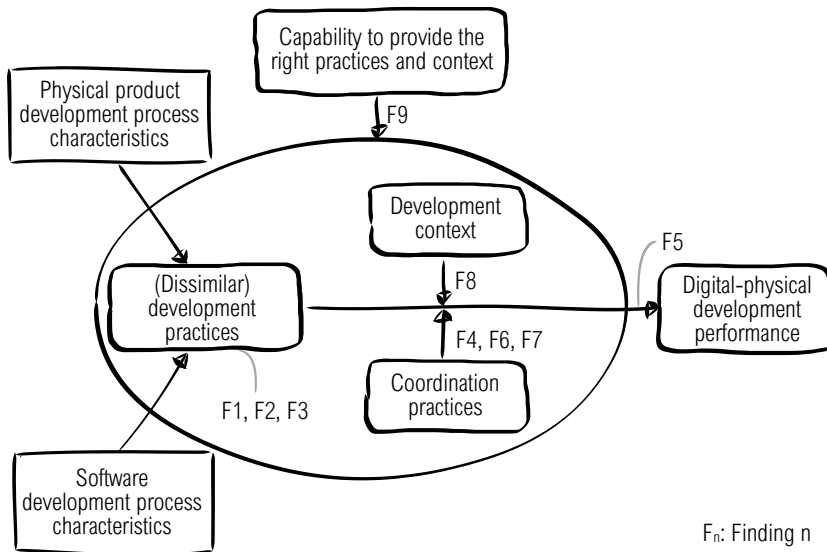 Capability to provide the
right practices and context
Physical product
development process
characteristics
F9
Development
context
F8
F5
(Dissimilar)
development
practices
Digital-physical
development
performance
F4, F6, F7
Coordination
practices
F1, F2, F3
Software
development process
characteristics
Fₙ: Finding n